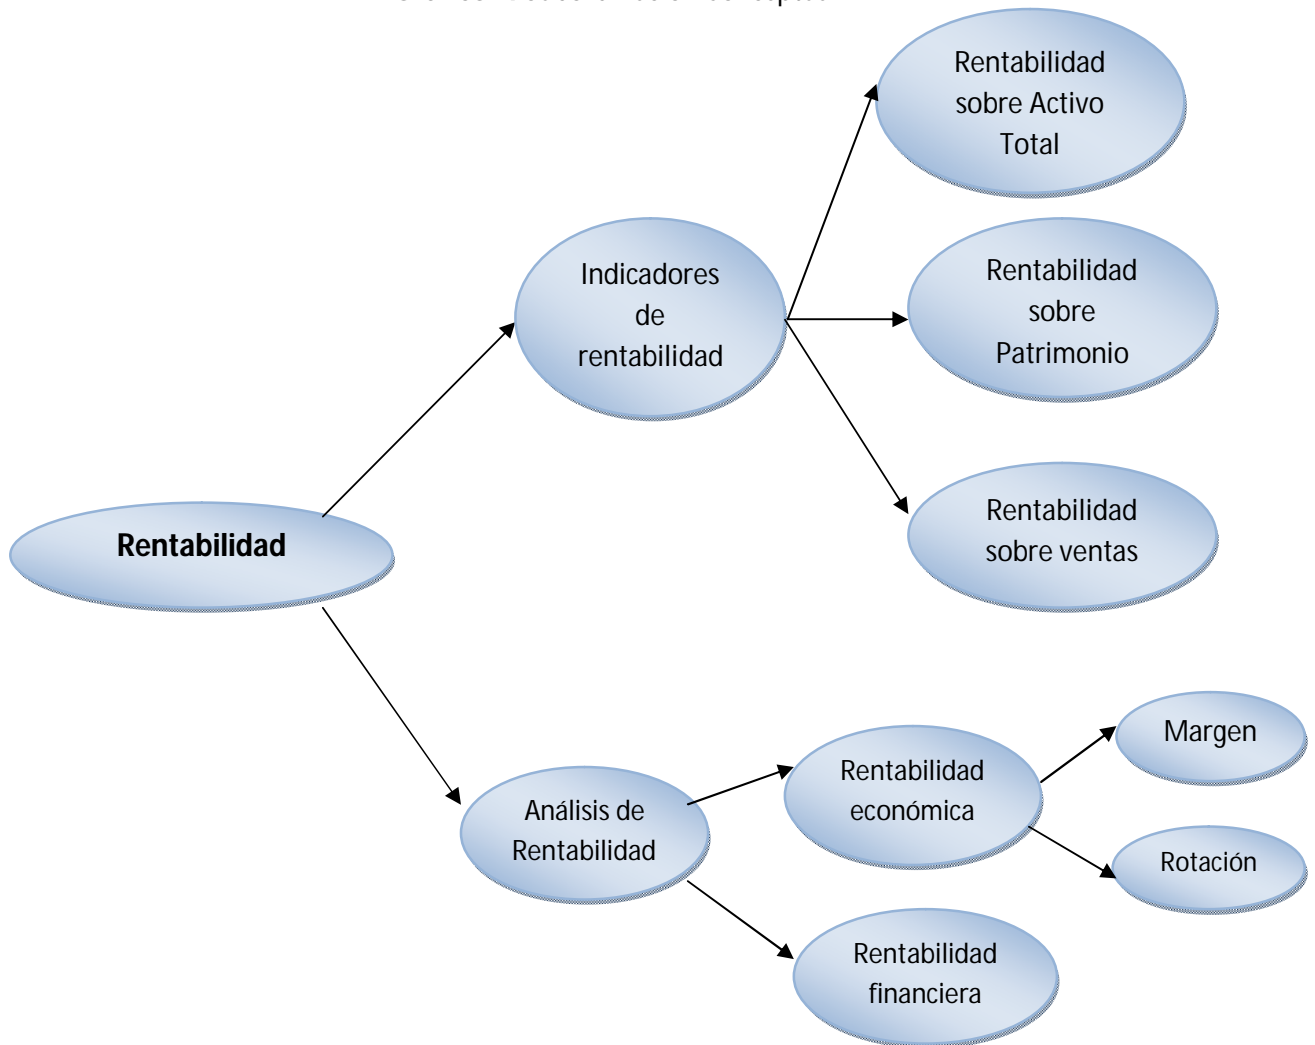 Rentabilidad
sobre Activo
Total
Indicadores
de
rentabilidad
Rentabilidad
sobre
Patrimonio
Rentabilidad
sobre ventas
Rentabilidad
Análisis de
Rentabilidad
Rentabilidad
económica
Margen
Rotación
Rentabilidad
financiera